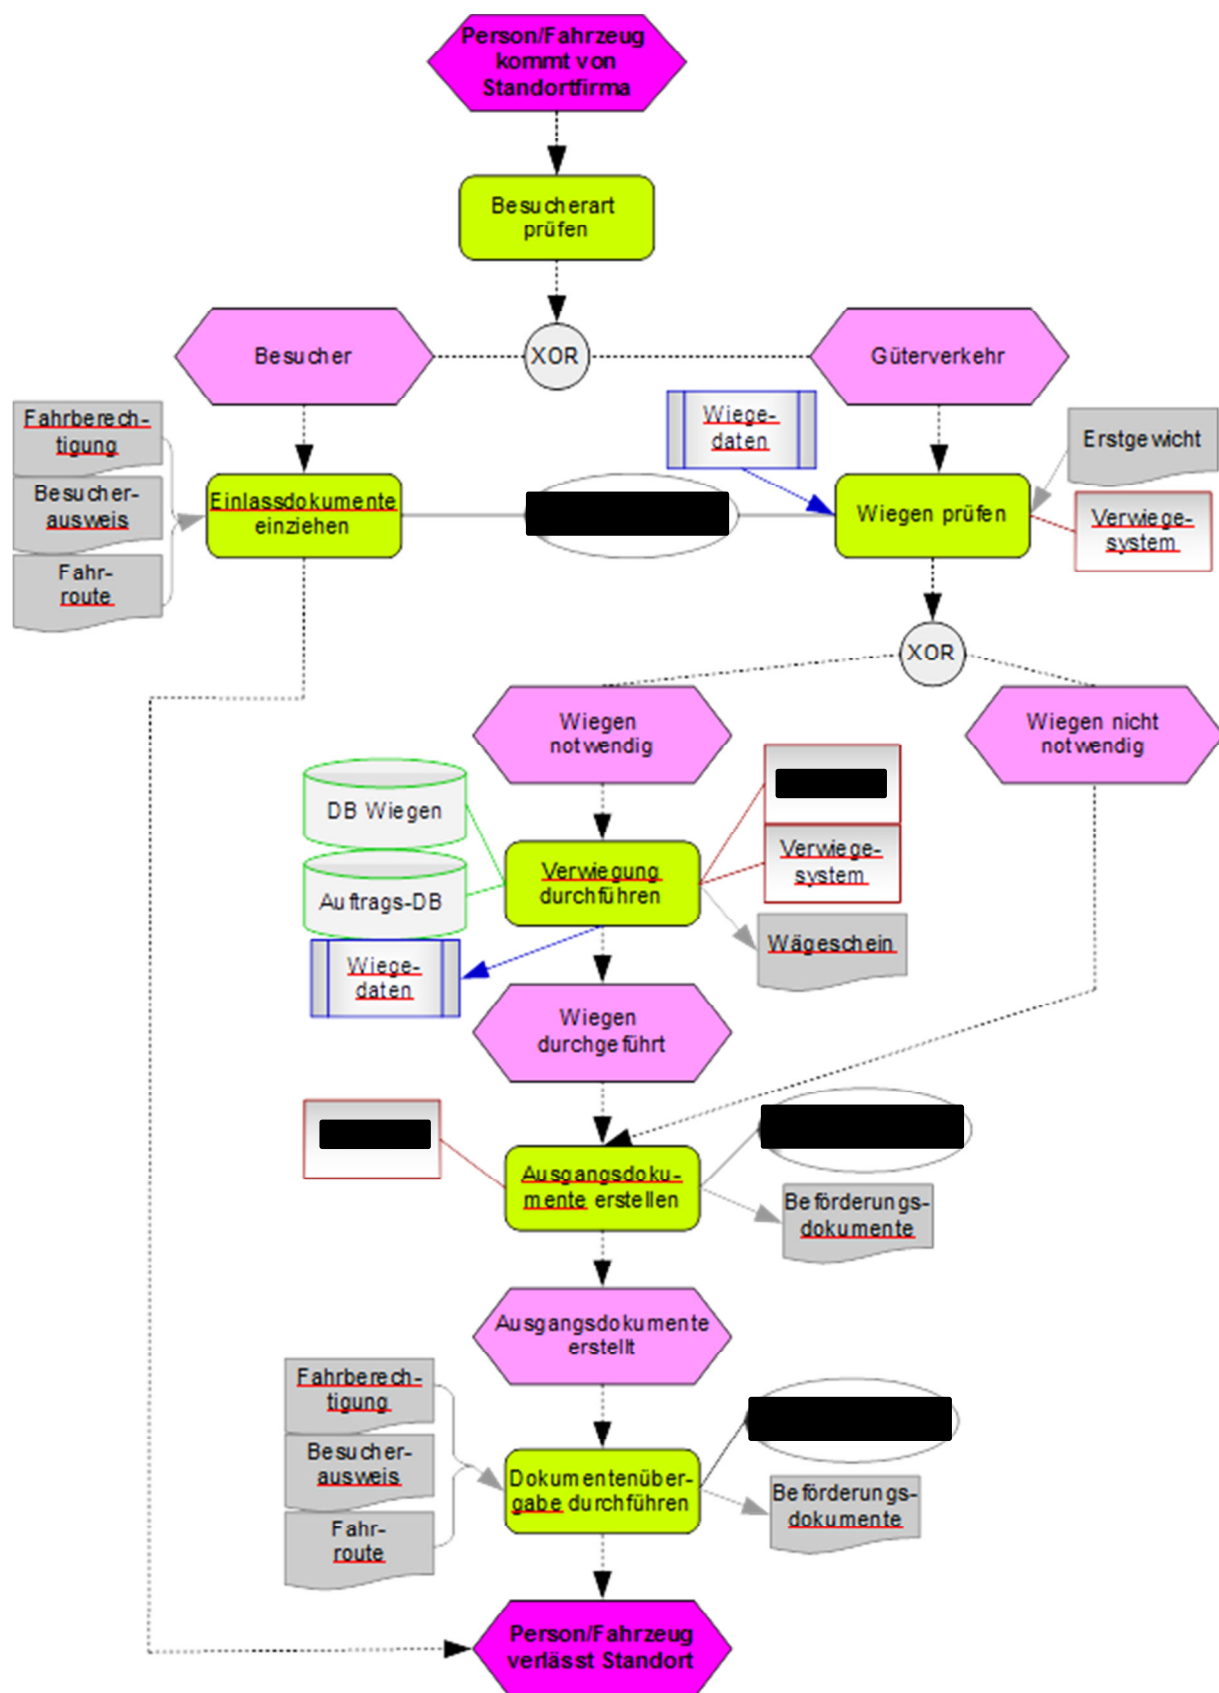 Person/Fahrzeug
kommt von
Standortfirma
Besucherart
prüfen
XOR
Besucher
Güterverkehr
Fahrberech-
tigung
Besucher-
ausweis
Fahr-
route
Einlassdokumente
einziehen
Wiege-
daten
Wiegen prüfen
Erstgewicht
Verwiege-
system
XOR
Wiegen
notwendig
Wiegen nicht
notwendig
DB Wiegen
Auftrags-DB
Wiege-
daten
Verwiegung
durchführen
Verwiege-
system
Wägeschein
Wiegen
durchgeführt
Ausgangsdoku-
mente erstellen
Beförderungs-
dokumente
Ausgangsdokumente
erstellt
Fahrberech-
tigung
Besucher-
ausweis
Fahr-
route
Dokumentenüber-
gabe durchführen
Beförderungs-
dokumente
Person/Fahrzeug
verlässt Standort